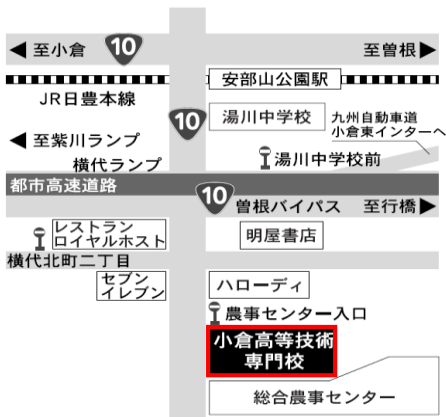 ◀ 至小倉
10
至曽根▶
安部山公園駅
JR日豊本線
10
湯川中学校
九州自動車道
小倉東インターへ
◀ 至紫川ランプ
横代ランプ
湯川中学校前
都市高速道路
10
曽根バイパス
至行橋▶
レストラン
ロイヤルホスト
明屋書店
横代北町二丁目
セブン
イレブン
ハローディ
農事センター入口
小倉高等技術
専門校
総合農事センター